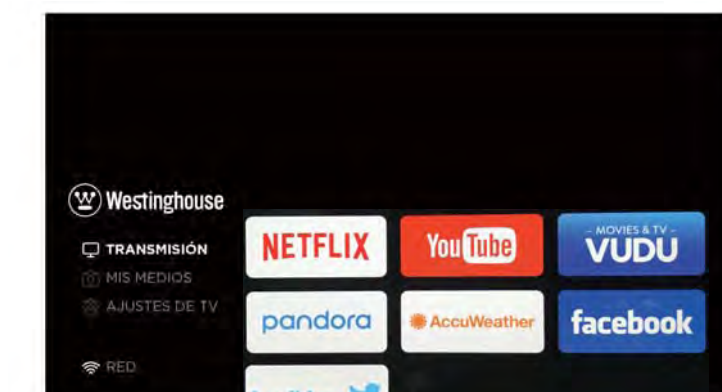 Westinghouse
TRANSMISIÓN
MIS MEDIOS
AJUSTES DE TV
RED
NETFLIX
YouTube
- MOVIES & TV -
VUDU
pandora
AccuWeather
facebook